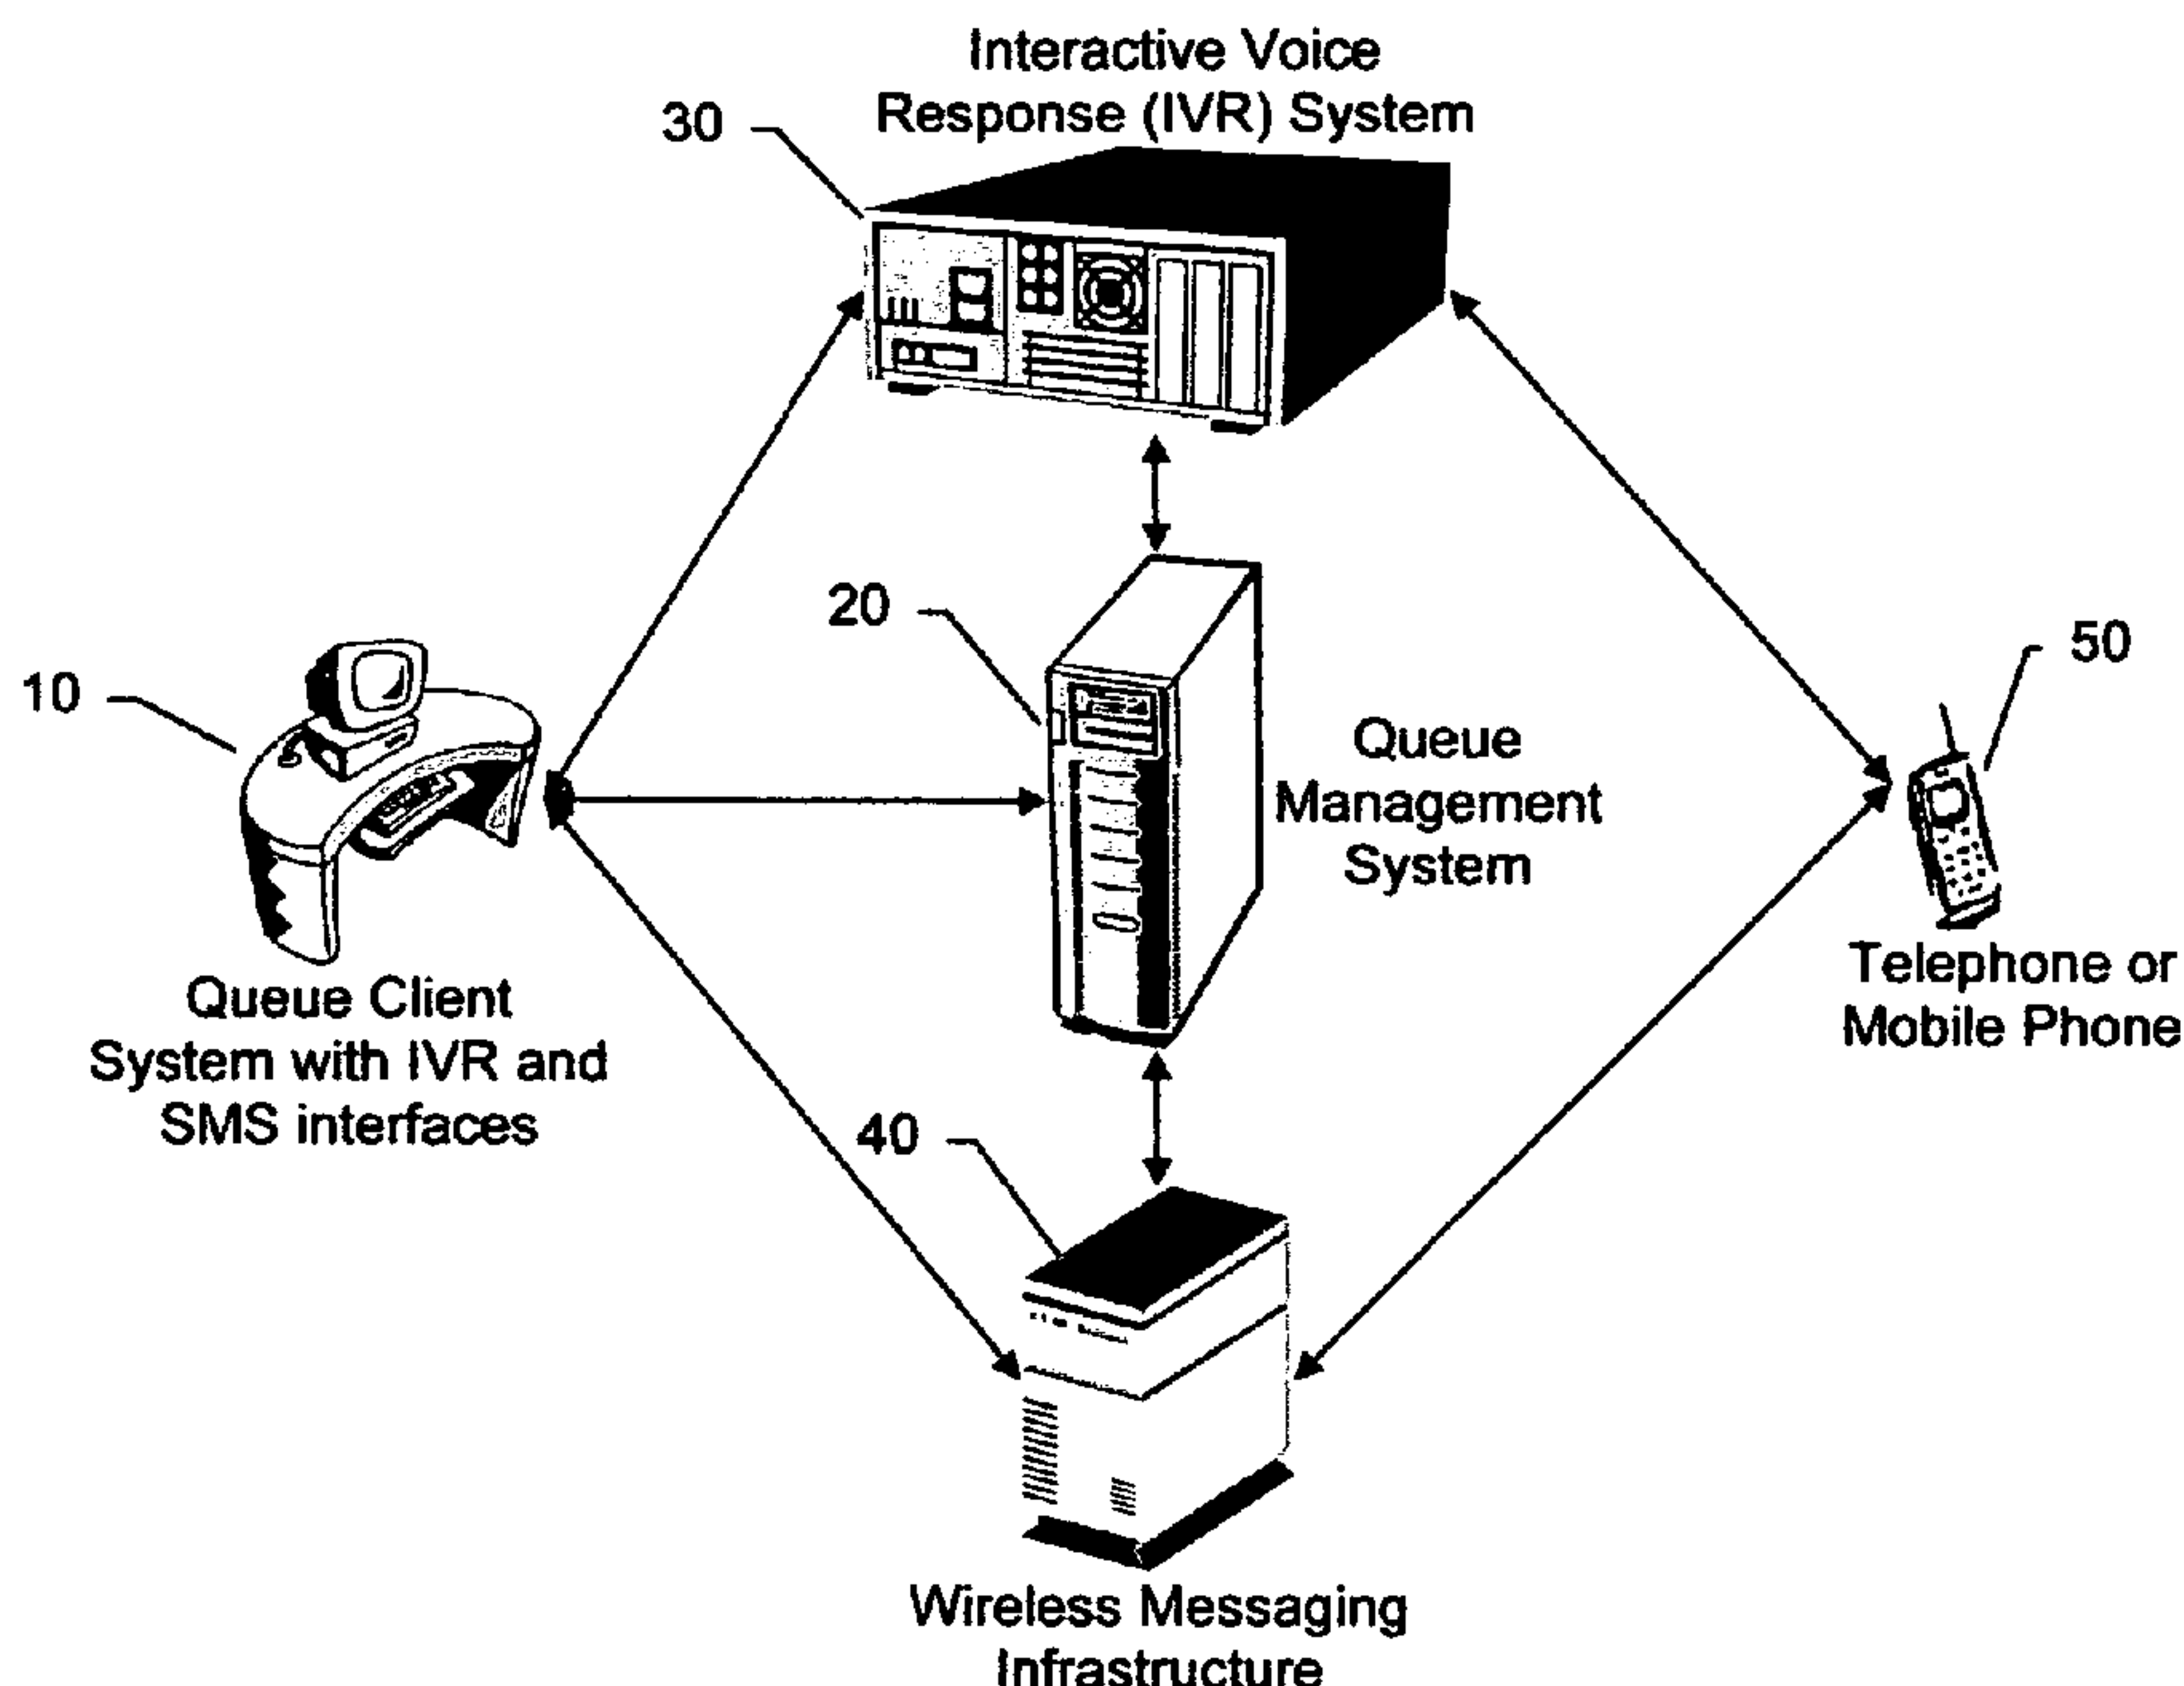 Interactive Voice
Response (IVR) System
30
20
50
10
Queue
Management
System
Telephone or
Mobile Phone
Queue Client
System with IVR and
SMS interfaces
40
Wireless Messaging
Infrastructure